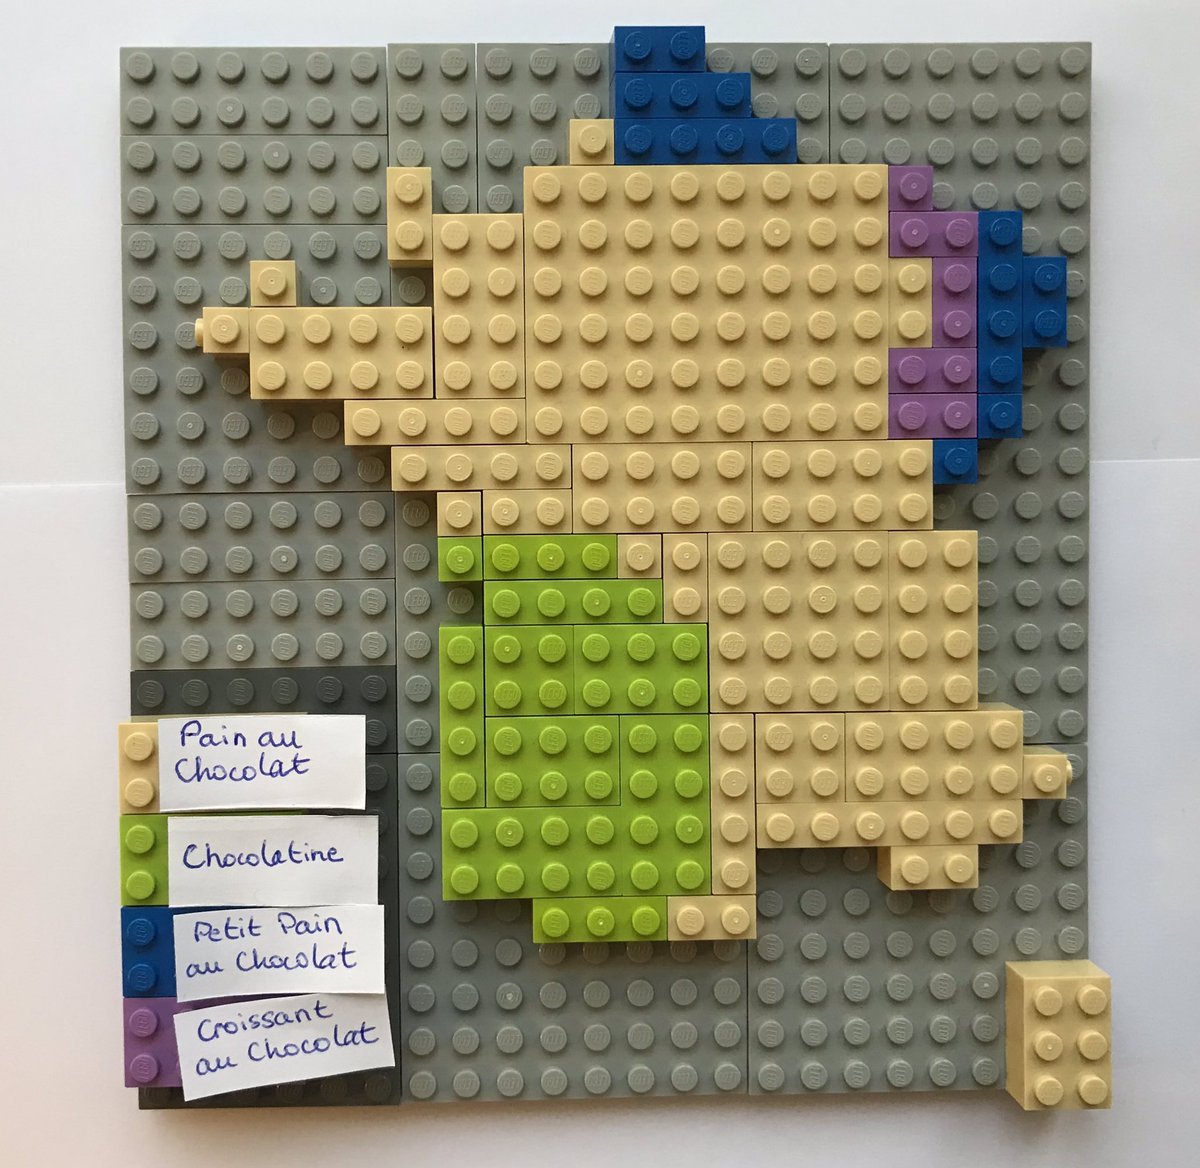 Pain au
Chocolat
Chocolatine
Petit Pain
au Chocolat
Croissant
au Chocolat